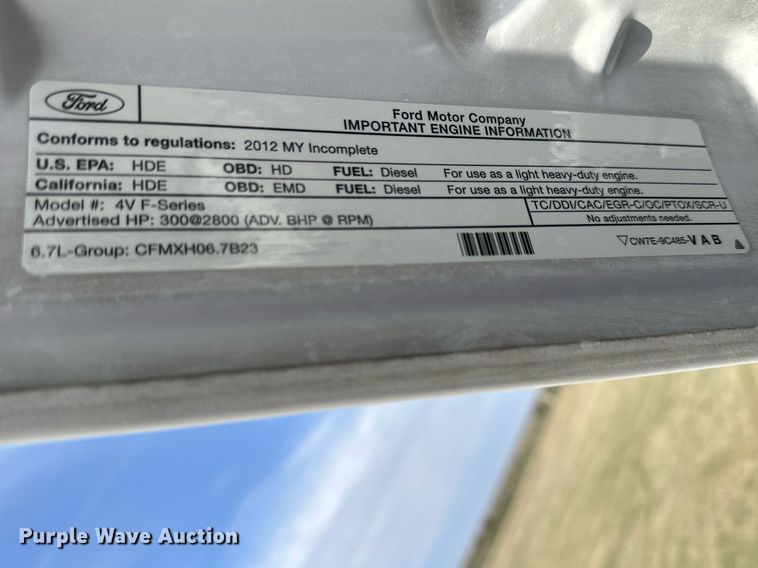 Ford
Ford Motor Company
IMPORTANT ENGINE INFORMATION
Conforms to regulations: 2012 MY Incomplete
U.S. EPA: HDE OBD: HD FUEL: Diesel For use as a light heavy-duty engine.
California: HDE OBD: EMD FUEL: Diesel For use as a light heavy-duty engine.
Model #: 4V F-Series TC/DDI/CAC/EGR-C/OC/PTOX/SCR-U
Advertised HP: 300@2800 (ADV. BHP @ RPM) No adjustments needed.
6.7L-Group: CFMXH06.7B23 CW7E-9C485-VAB
Purple Wave Auction